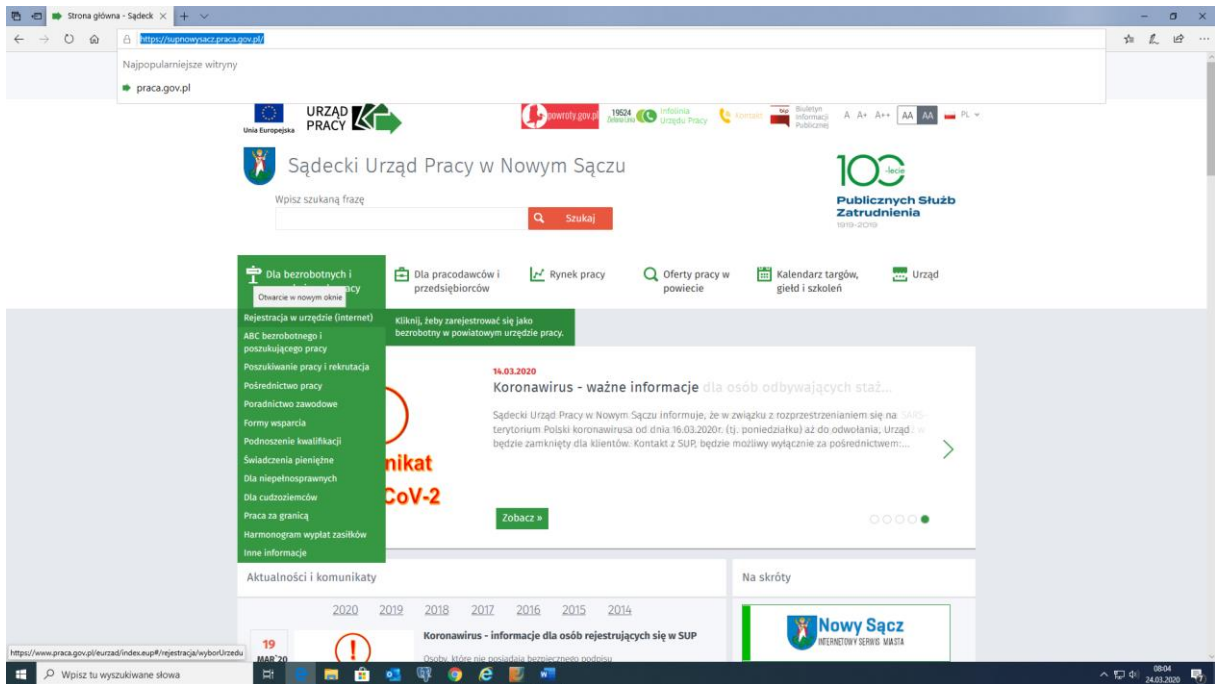 Strona główna - Sądeck
https://supnowysacz.praca.gov.pl/
Najpopularniejsze witryny
praca.gov.pl
Unia Europejska
URZĄD
PRACY
powroty.gov.pl
19524
Zielona Linia
Infolinia
Urzędu Pracy
Kontakt
bip
Biuletyn
Informacji
Publicznej
A A+ A++ AA AA PL
Sądecki Urząd Pracy w Nowym Sączu
100-lecie
Publicznych Służb
Zatrudnienia
1919-2019
Wpisz szukaną frazę
Szukaj
Dla bezrobotnych i
acy
Otwarcie w nowym oknie
Dla pracodawców i
przedsiębiorców
Rynek pracy
Oferty pracy w
powiecie
Kalendarz targów,
giełd i szkoleń
Urząd
Rejestracja w urzędzie (internet)
Kliknij, żeby zarejestrować się jako
bezrobotny w powiatowym urzędzie pracy.
ABC bezrobotnego i
poszukującego pracy
Poszukiwanie pracy i rekrutacja
Pośrednictwo pracy
Poradnictwo zawodowe
Formy wsparcia
Podnoszenie kwalifikacji
Świadczenia pieniężne
Dla niepełnosprawnych
Dla cudzoziemców
Praca za granicą
Harmonogram wypłat zasiłków
Inne informacje
nikat
CoV-2
14.03.2020
Koronawirus - ważne informacje dla osób odbywających staż...
Sądecki Urząd Pracy w Nowym Sączu informuje, że w związku z rozprzestrzenianiem się na SARS-
terytorium Polski koronawirusa od dnia 16.03.2020r. (tj. poniedziałku) aż do odwołania, Urząd w
będzie zamknięty dla klientów. Kontakt z SUP, będzie możliwy wyłącznie za pośrednictwem:...
Zobacz »
Aktualności i komunikaty
2020 2019 2018 2017 2016 2015 2014
19
MAR'20
Koronawirus - informacje dla osób rejestrujących się w SUP
Osoby, które nie posiadają bezpiecznego podpisu
Na skróty
Nowy Sącz
INTERNETOWY SERWIS MIASTA
https://www.praca.gov.pl/eurzad/index.eup#/rejestracja/wyborUrzedu
Wpisz tu wyszukiwane słowa
08:04
24.03.2020